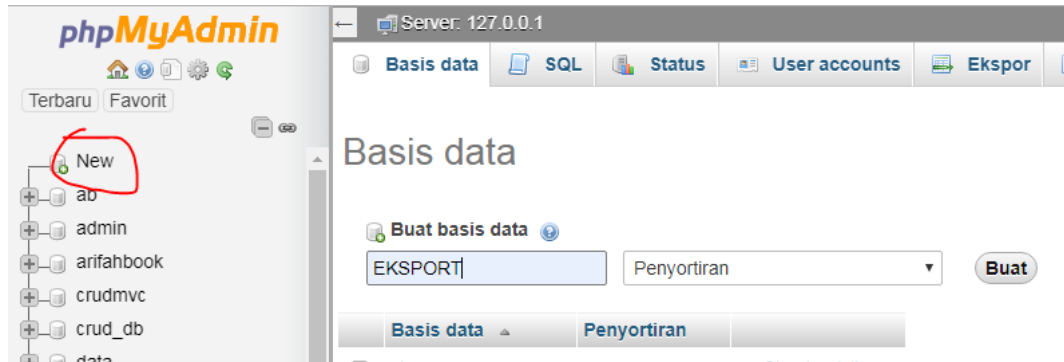 phpMyAdmin
Terbaru Favorit
New
ab
admin
arifahbook
crudmvc
crud_db
data
Server: 127.0.0.1
Basis data SQL Status User accounts Ekspor
Basis data
Buat basis data
EKSPORT Penyortiran Buat
Basis data Penyortiran